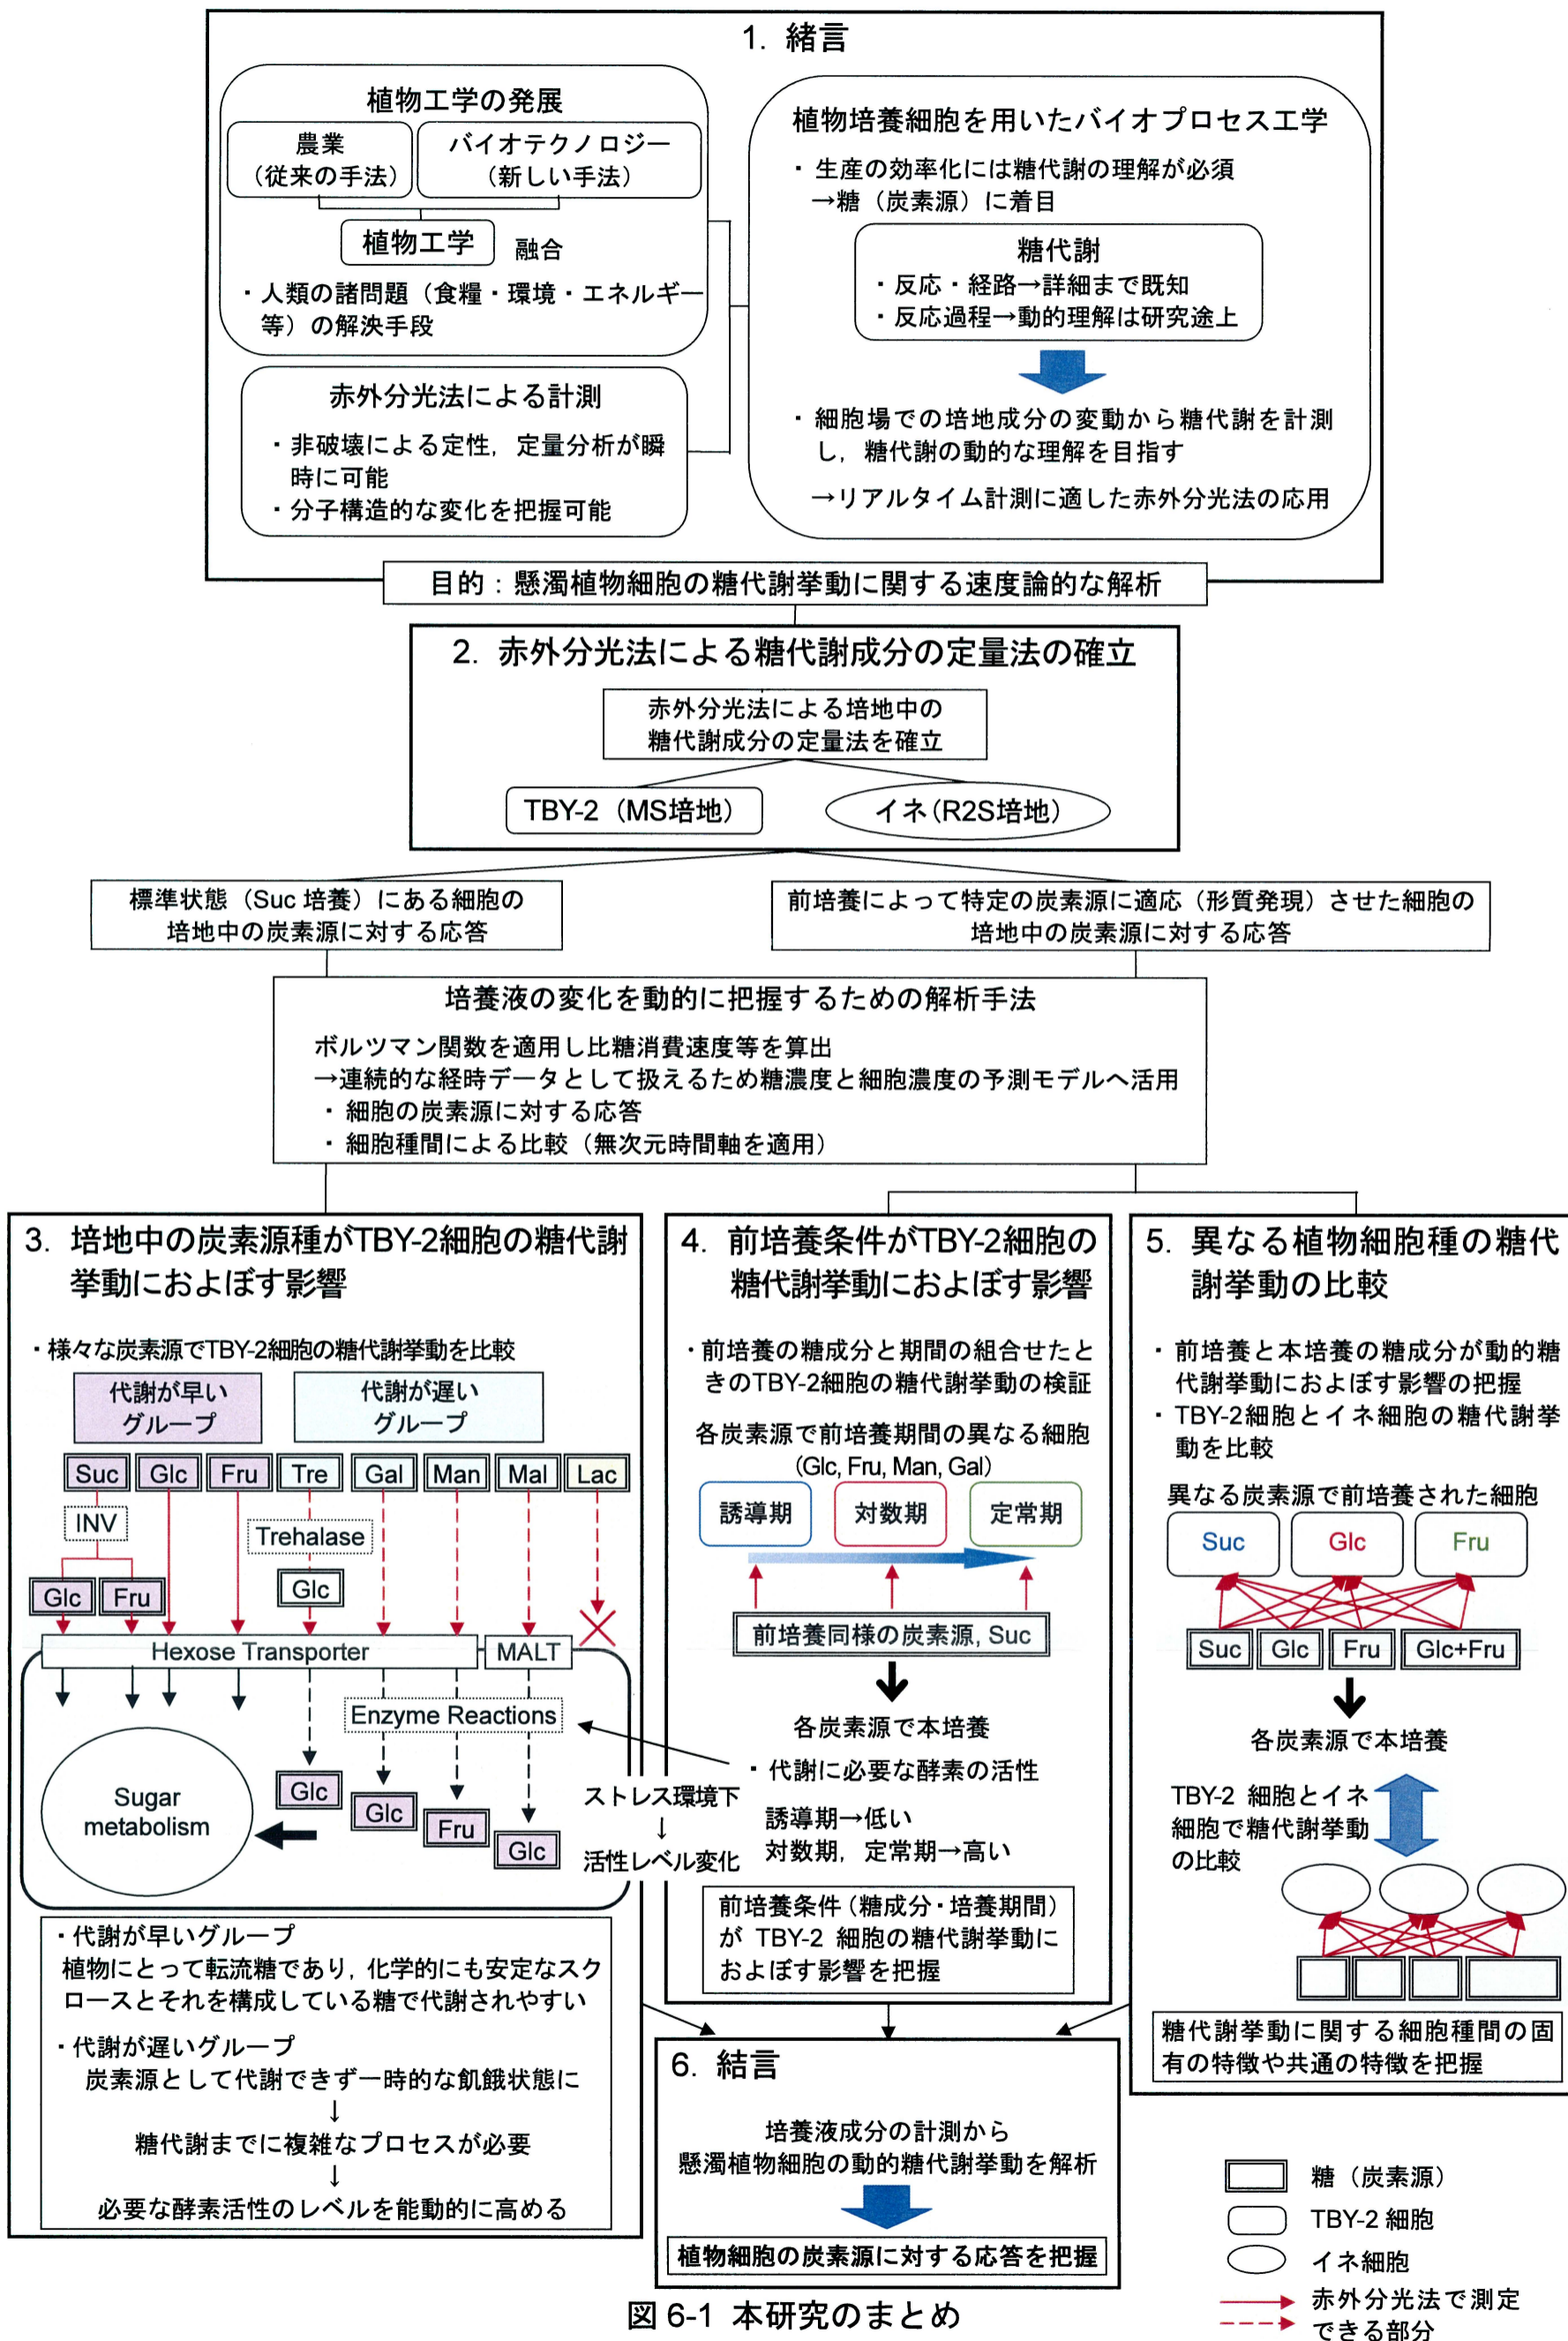 1. 緒言
植物工学の発展
農業
(従来の手法)
バイオテクノロジー
(新しい手法)
植物工学
融合
・人類の諸問題（食糧・環境・エネルギー
等）の解決手段
赤外分光法による計測
・非破壊による定性，定量分析が瞬
時に可能
・分子構造的な変化を把握可能
植物培養細胞を用いたバイオプロセス工学
・生産の効率化には糖代謝の理解が必須
→糖（炭素源）に着目
糖代謝
・反応・経路→詳細まで既知
・反応過程→動的理解は研究途上
・細胞場での培地成分の変動から糖代謝を計測
し，糖代謝の動的な理解を目指す
→リアルタイム計測に適した赤外分光法の応用
目的：懸濁植物細胞の糖代謝挙動に関する速度論的な解析
2. 赤外分光法による糖代謝成分の定量法の確立
赤外分光法による培地中の
糖代謝成分の定量法を確立
TBY-2（MS培地）
イネ(R2S培地)
標準状態（Suc 培養）にある細胞の
培地中の炭素源に対する応答
前培養によって特定の炭素源に適応（形質発現）させた細胞の
培地中の炭素源に対する応答
培養液の変化を動的に把握するための解析手法
ボルツマン関数を適用し比糖消費速度等を算出
→連続的な経時データとして扱えるため糖濃度と細胞濃度の予測モデルへ活用
・細胞の炭素源に対する応答
・細胞種間による比較（無次元時間軸を適用）
3. 培地中の炭素源種がTBY-2細胞の糖代謝
挙動におよぼす影響
・様々な炭素源でTBY-2細胞の糖代謝挙動を比較
代謝が早い
グループ
代謝が遅い
グループ
Suc
Glc
Fru
Tre
Gal
Man
Mal
Lac
INV
Trehalase
Glc
Fru
Glc
Hexose Transporter
MALT
Enzyme Reactions
Sugar
metabolism
Glc
Glc
Fru
Glc
・代謝が早いグループ
植物にとって転流糖であり，化学的にも安定なスク
ロースとそれを構成している糖で代謝されやすい
・代謝が遅いグループ
炭素源として代謝できず一時的な飢餓状態に
↓
糖代謝までに複雑なプロセスが必要
↓
必要な酵素活性のレベルを能動的に高める
4. 前培養条件がTBY-2細胞の
糖代謝挙動におよぼす影響
・前培養の糖成分と期間の組合せたと
きのTBY-2細胞の糖代謝挙動の検証
各炭素源で前培養期間の異なる細胞
(Glc, Fru, Man, Gal)
誘導期
対数期
定常期
前培養同様の炭素源, Suc
各炭素源で本培養
・代謝に必要な酵素の活性
誘導期→低い
対数期，定常期→高い
ストレス環境下
↓
活性レベル変化
前培養条件（糖成分・培養期間）
が TBY-2 細胞の糖代謝挙動に
およぼす影響を把握
5. 異なる植物細胞種の糖代
謝挙動の比較
・前培養と本培養の糖成分が動的糖
代謝挙動におよぼす影響の把握
・TBY-2細胞とイネ細胞の糖代謝挙
動を比較
異なる炭素源で前培養された細胞
Suc
Glc
Fru
Suc
Glc
Fru
Glc+Fru
各炭素源で本培養
TBY-2 細胞とイネ
細胞で糖代謝挙動
の比較
糖代謝挙動に関する細胞種間の固
有の特徴や共通の特徴を把握
6. 結言
培養液成分の計測から
懸濁植物細胞の動的糖代謝挙動を解析
植物細胞の炭素源に対する応答を把握
糖（炭素源）
TBY-2 細胞
イネ細胞
赤外分光法で測定
できる部分
図 6-1 本研究のまとめ